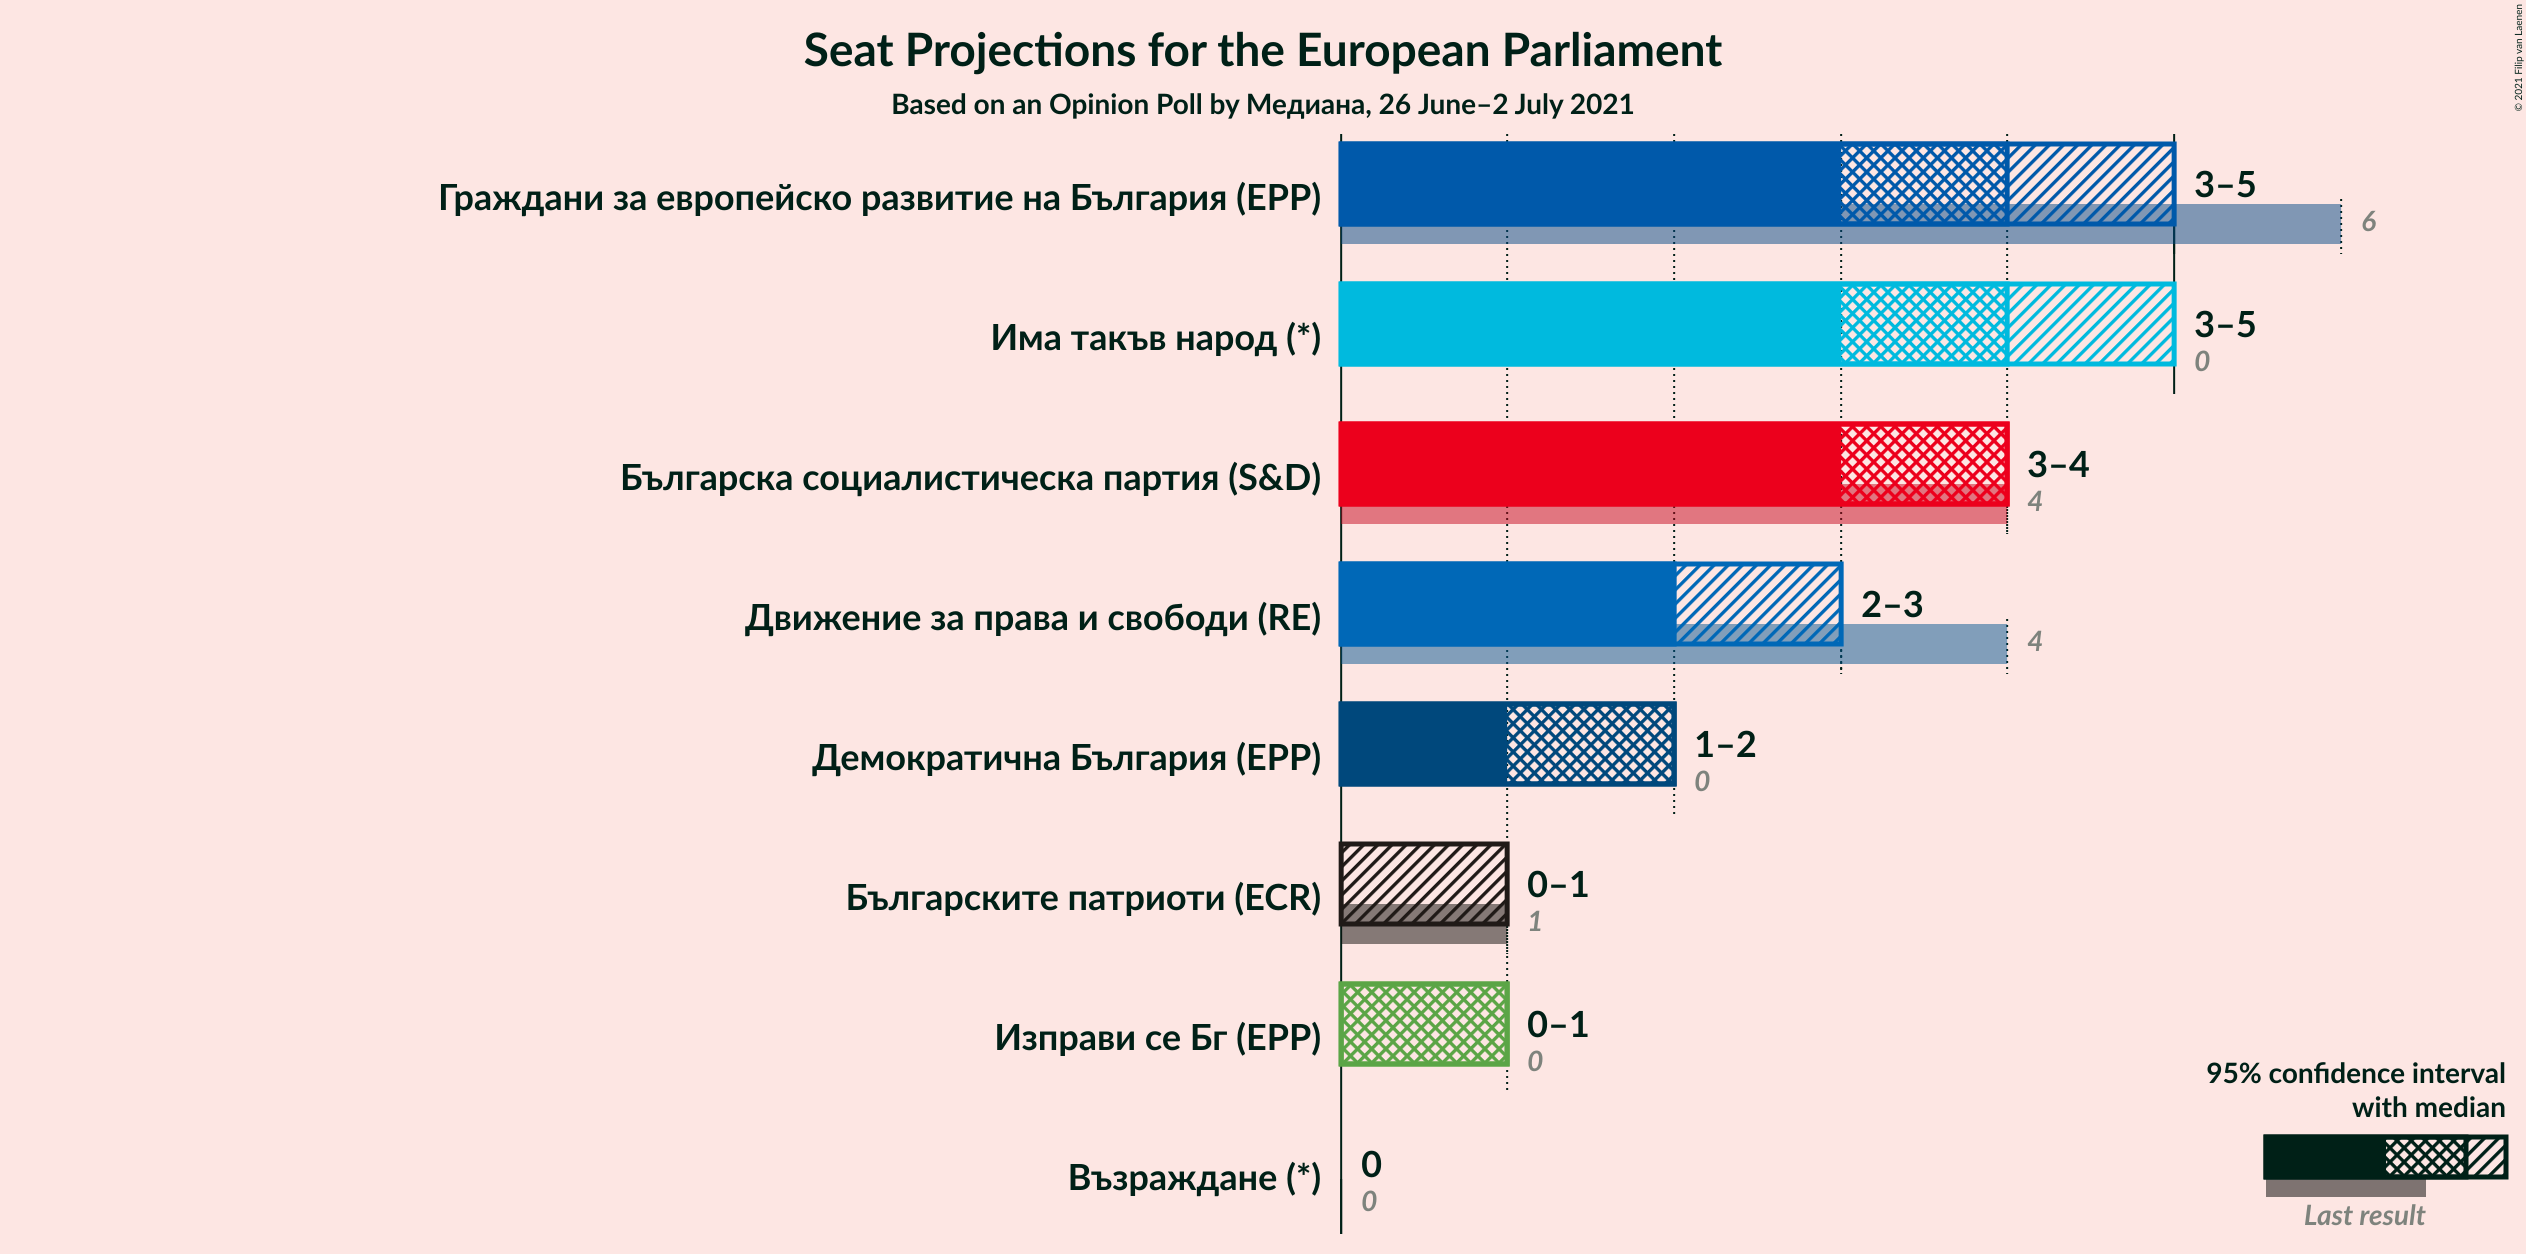 Seat Projections for the European Parliament
Based on an Opinion Poll by Медиана, 26 June–2 July 2021
© 2021 Filip van Laenen
Граждани за европейско развитие на България (EPP)
3–5
6
Има такъв народ (*)
3–5
0
Българска социалистическа партия (S&D)
3–4
4
Движение за права и свободи (RE)
2–3
4
Демократична България (EPP)
1–2
0
Българските патриоти (ECR)
0–1
1
Изправи се Бг (EPP)
0–1
0
Възраждане (*)
0
0
95% confidence interval
with median
Last result